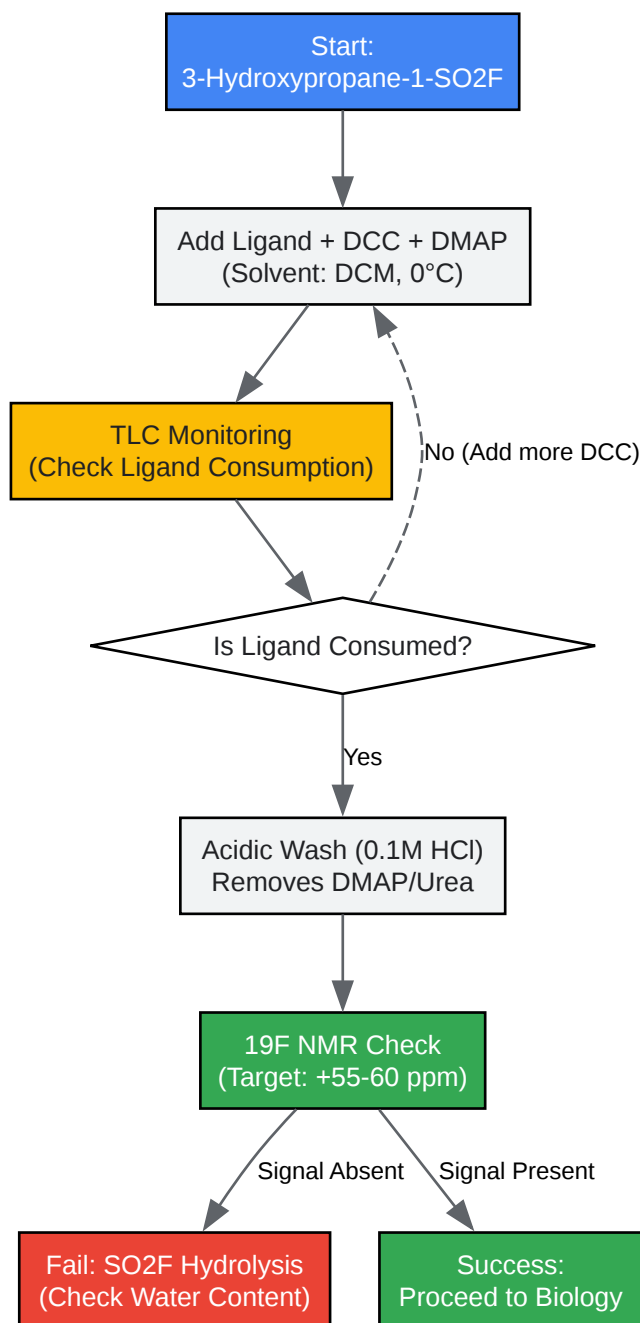 Start:
3-Hydroxypropane-1-SO2F
Add Ligand + DCC + DMAP
(Solvent: DCM, 0°C)
TLC Monitoring
(Check Ligand Consumption)
No (Add more DCC)
Is Ligand Consumed?
Yes
Acidic Wash (0.1M HCl)
Removes DMAP/Urea
19F NMR Check
(Target: +55-60 ppm)
Signal Absent
Signal Present
Fail: SO2F Hydrolysis
(Check Water Content)
Success:
Proceed to Biology